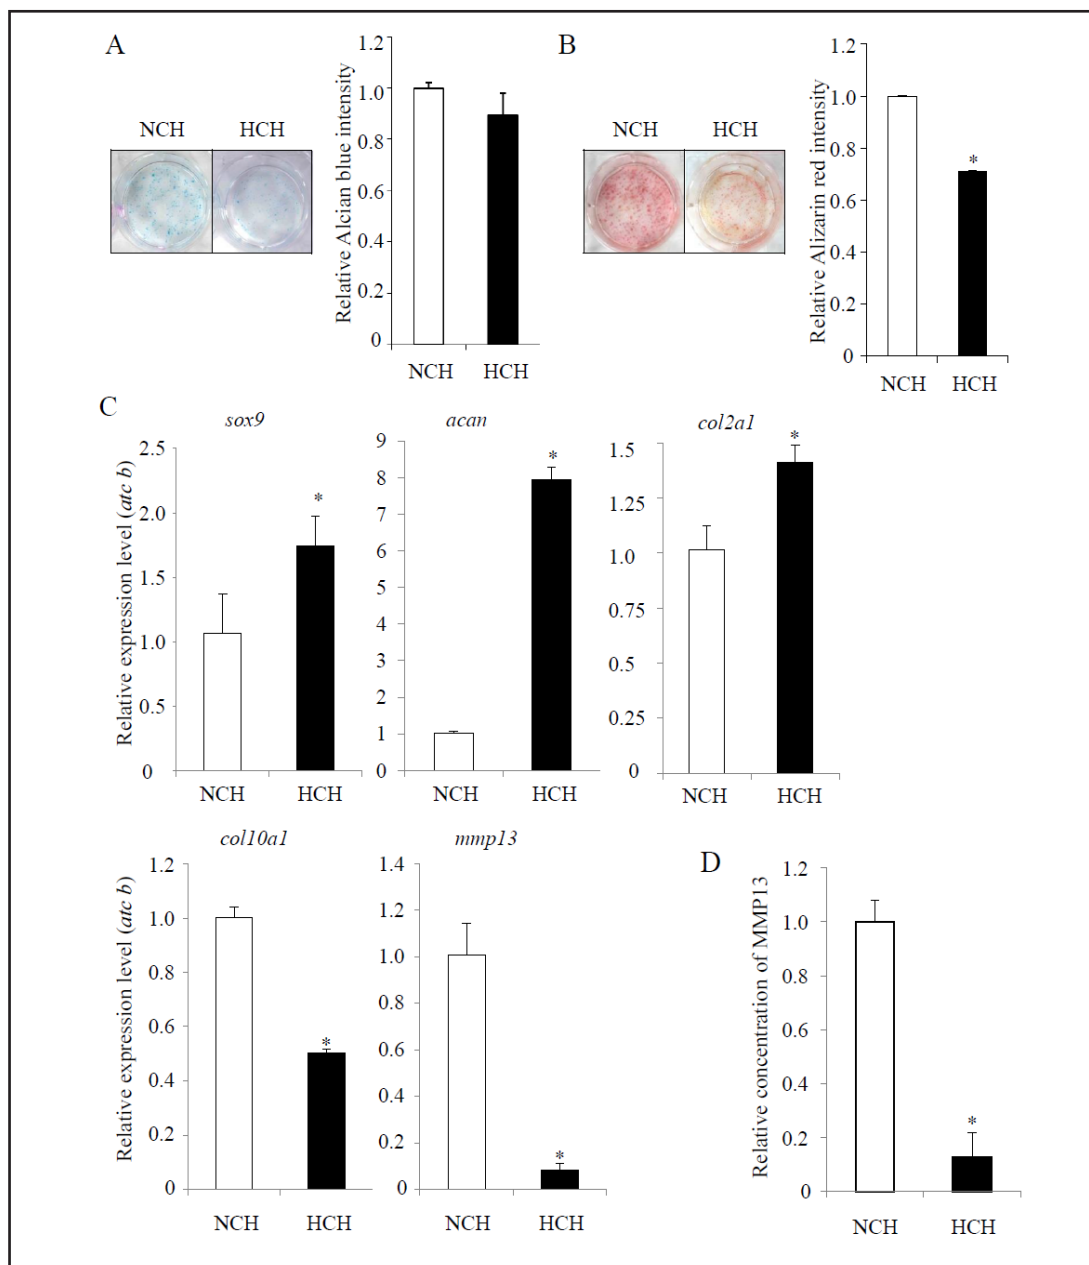 A
NCH HCH
Relative Alcian blue intensity
1.2
1.0
0.8
0.6
0.4
0.2
0
NCH HCH
B
NCH HCH
Relative Alizarin red intensity
1.2
1.0
0.8
0.6
0.4
0.2
0
*
NCH HCH
C
Relative expression level (atc b)
sox9
2.5
2.0
1.5
1.0
0.5
0
*
NCH HCH
acan
9
8
7
6
5
4
3
2
1
0
*
NCH HCH
col2a1
1.5
1.25
1.0
0.75
0.5
0.25
0
*
NCH HCH
Relative expression level (atc b)
col10a1
1.2
1.0
0.8
0.6
0.4
0.2
0
*
NCH HCH
mmp13
1.4
1.2
1.0
0.8
0.6
0.4
0.2
0
*
NCH HCH
D
Relative concentration of MMP13
1.2
1.0
0.8
0.6
0.4
0.2
0
*
NCH HCH